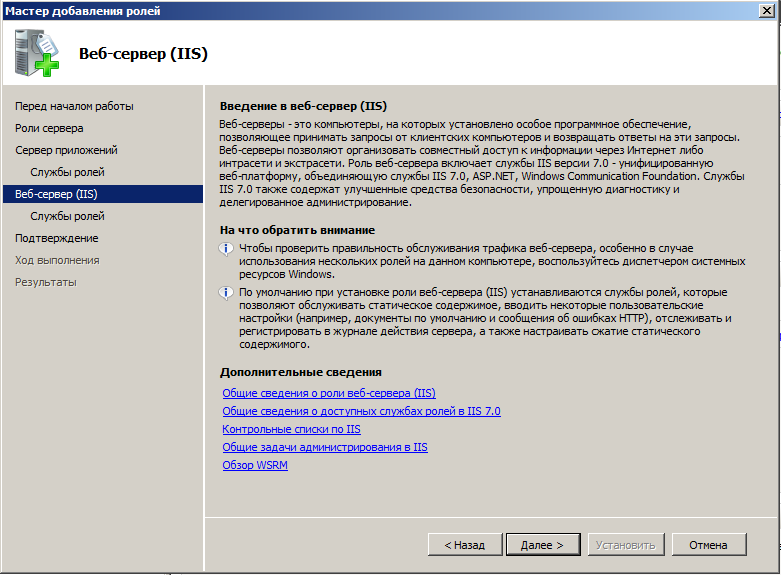 Мастер добавления ролей
Веб-сервер (IIS)
Перед началом работы
Роли сервера
Сервер приложений
Службы ролей
Веб-сервер (IIS)
Службы ролей
Подтверждение
Ход выполнения
Результаты
Введение в веб-сервер (IIS)
Веб-серверы - это компьютеры, на которых установлено особое программное обеспечение,
позволяющее принимать запросы от клиентских компьютеров и возвращать ответы на эти запросы.
Веб-серверы позволяют организовать совместный доступ к информации через Интернет либо
интрасети и экстрасети. Роль веб-сервера включает службы IIS версии 7.0 - унифицированную
веб-платформу, объединяющую службы IIS 7.0, ASP.NET, Windows Communication Foundation. Службы
IIS 7.0 также содержат улучшенные средства безопасности, упрощенную диагностику и
делегированное администрирование.
На что обратить внимание
Чтобы проверить правильность обслуживания трафика веб-сервера, особенно в случае
использования нескольких ролей на данном компьютере, воспользуйтесь диспетчером системных
ресурсов Windows.
По умолчанию при установке роли веб-сервера (IIS) устанавливаются службы ролей, которые
позволяют обслуживать статическое содержимое, вводить некоторые пользовательские
настройки (например, документы по умолчанию и сообщения об ошибках HTTP), отслеживать и
регистрировать в журнале действия сервера, а также настраивать сжатие статического
содержимого.
Дополнительные сведения
Общие сведения о роли веб-сервера (IIS)
Общие сведения о доступных службах ролей в IIS 7.0
Контрольные списки по IIS
Общие задачи администрирования в IIS
Обзор WSRM
< Назад
Далее >
Установить
Отмена